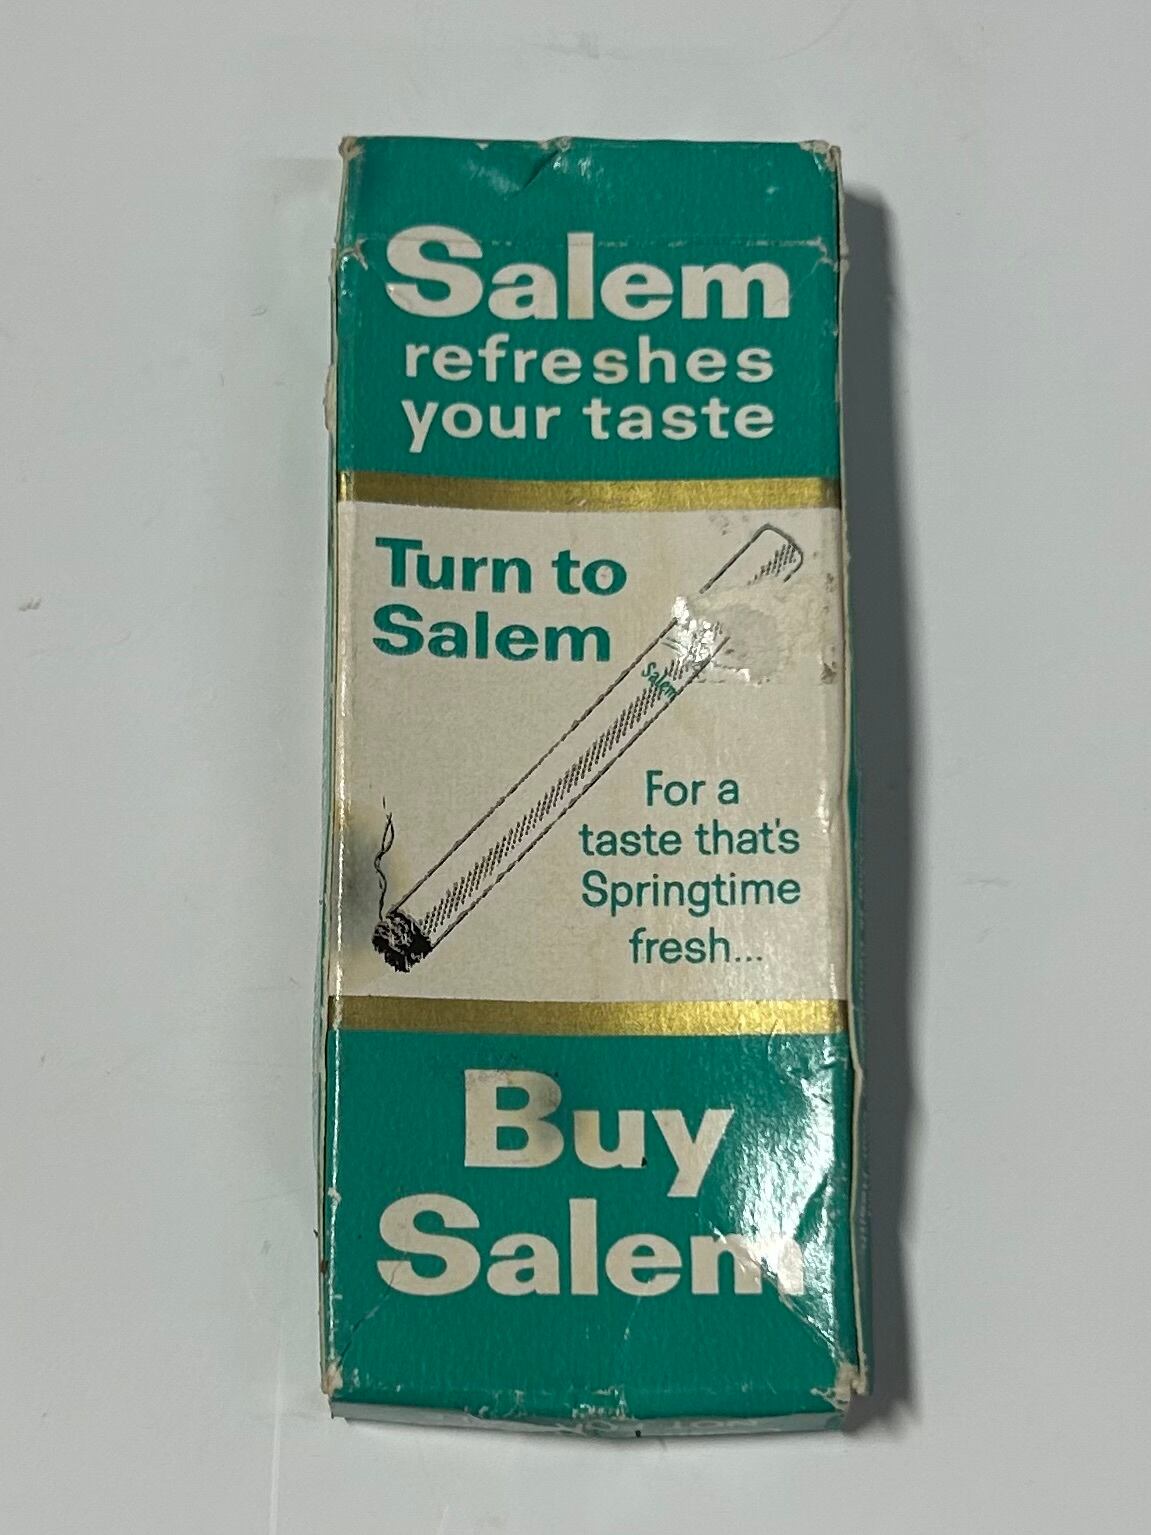 Salem
refreshes
your taste
Turn to
Salem
Salem
For a
taste that's
Springtime
fresh...
Buy
Salem